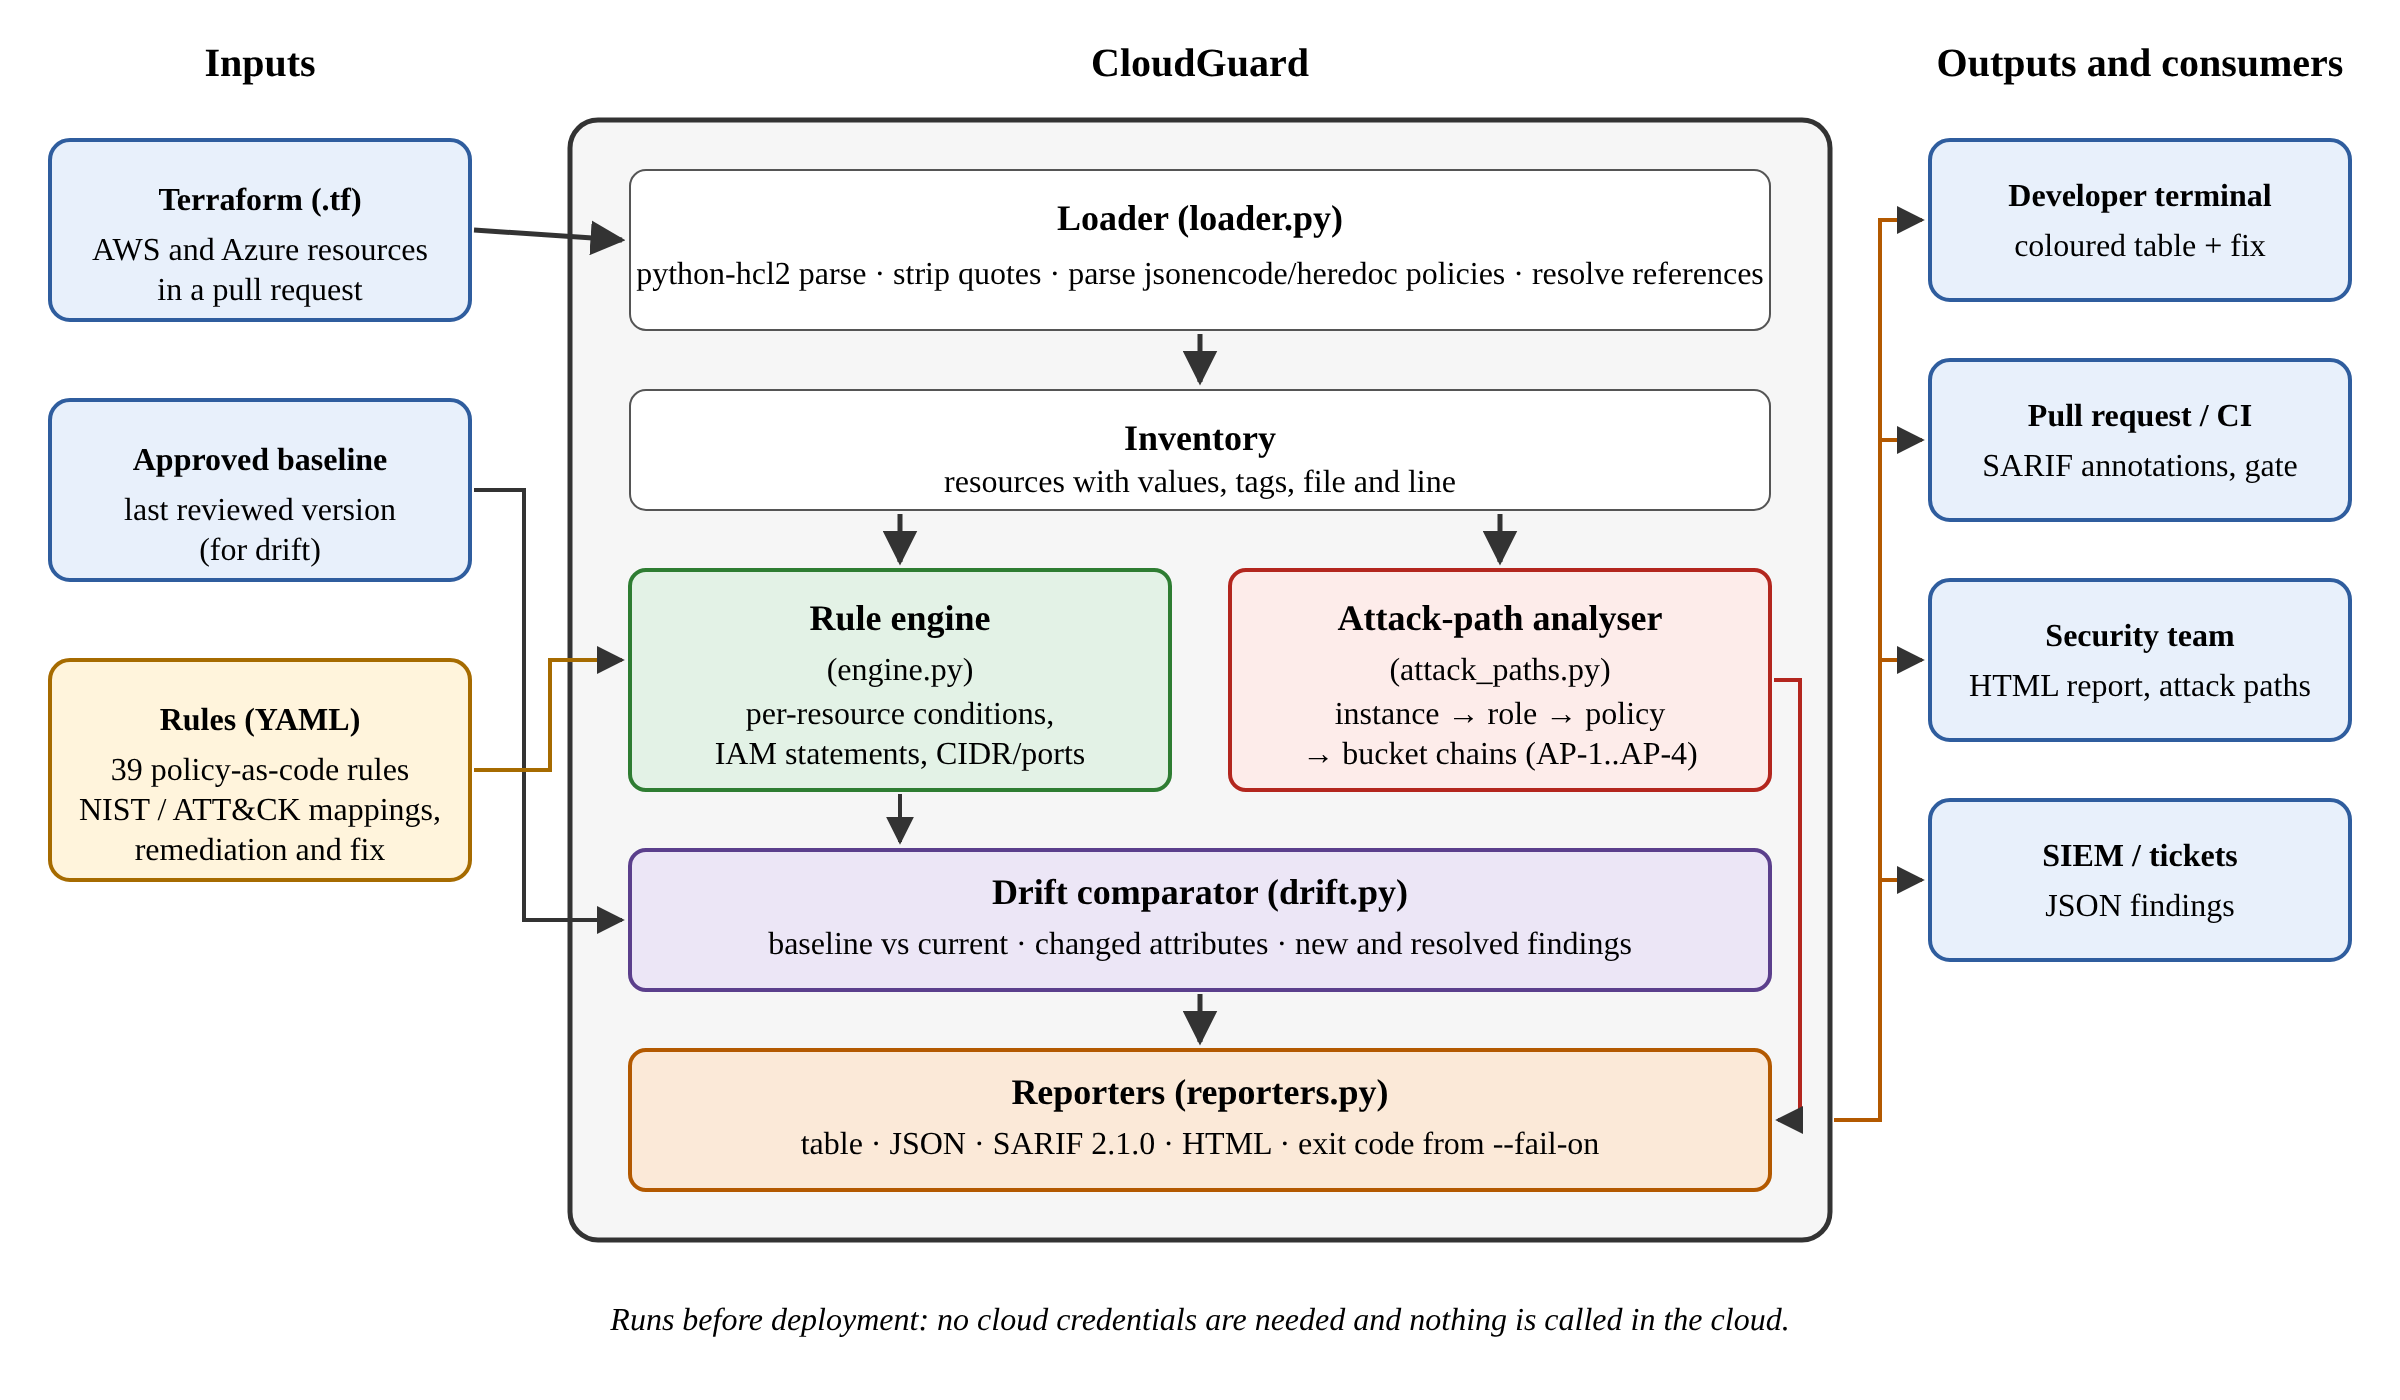 Inputs
CloudGuard
Outputs and consumers
Terraform (.tf)
AWS and Azure resources
in a pull request
Approved baseline
last reviewed version
(for drift)
Rules (YAML)
39 policy-as-code rules
NIST / ATT&CK mappings,
remediation and fix
Loader (loader.py)
python-hcl2 parse · strip quotes · parse jsonencode/heredoc policies · resolve references
Inventory
resources with values, tags, file and line
Rule engine
(engine.py)
per-resource conditions,
IAM statements, CIDR/ports
Attack-path analyser
(attack_paths.py)
instance → role → policy
→ bucket chains (AP-1..AP-4)
Drift comparator (drift.py)
baseline vs current · changed attributes · new and resolved findings
Reporters (reporters.py)
table · JSON · SARIF 2.1.0 · HTML · exit code from --fail-on
Developer terminal
coloured table + fix
Pull request / CI
SARIF annotations, gate
Security team
HTML report, attack paths
SIEM / tickets
JSON findings
Runs before deployment: no cloud credentials are needed and nothing is called in the cloud.